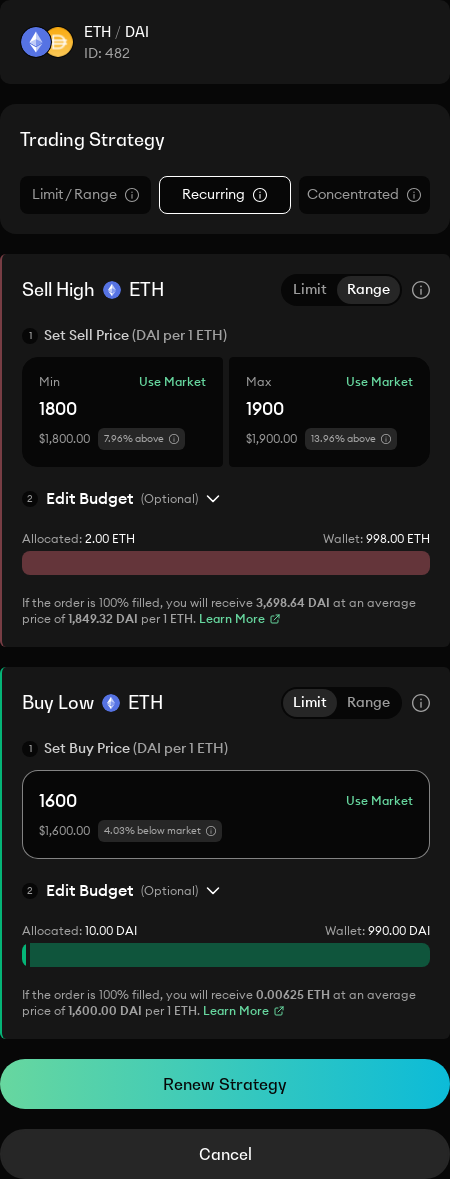 ETH / DAI
ID: 482
Trading Strategy
Limit / Range
Recurring
Concentrated
Sell High ETH
Limit
Range
1 Set Sell Price (DAI per 1 ETH)
Min Use Market
1800
$1,800.00 7.96% above
Max Use Market
1900
$1,900.00 13.96% above
2 Edit Budget (Optional)
Allocated: 2.00 ETH
Wallet: 998.00 ETH
If the order is 100% filled, you will receive 3,698.64 DAI at an average
price of 1,849.32 DAI per 1 ETH. Learn More
Buy Low ETH
Limit
Range
1 Set Buy Price (DAI per 1 ETH)
1600 Use Market
$1,600.00 4.03% below market
2 Edit Budget (Optional)
Allocated: 10.00 DAI
Wallet: 990.00 DAI
If the order is 100% filled, you will receive 0.00625 ETH at an average
price of 1,600.00 DAI per 1 ETH. Learn More
Renew Strategy
Cancel